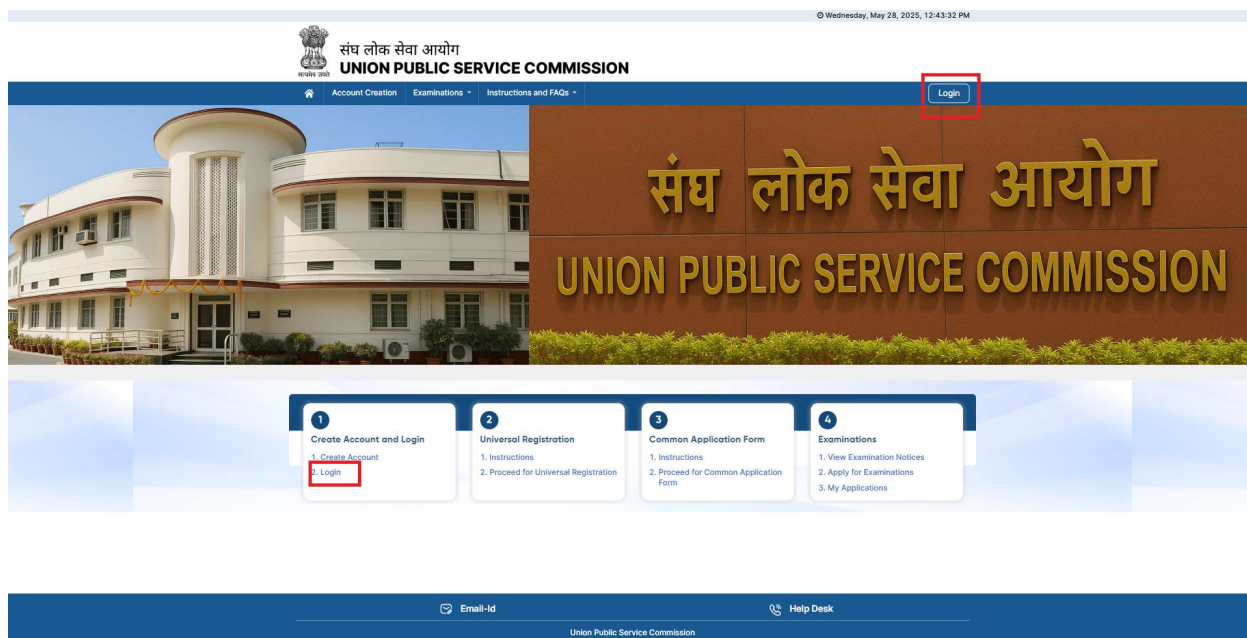 Wednesday, May 28, 2025, 12:43:32 PM
संघ लोक सेवा आयोग
UNION PUBLIC SERVICE COMMISSION
सत्यमेव जयते
Account Creation Examinations Instructions and FAQs Login
संघ लोक सेवा आयोग
UNION PUBLIC SERVICE COMMISSION
1
Create Account and Login
1. Create Account
2. Login
2
Universal Registration
1. Instructions
2. Proceed for Universal Registration
3
Common Application Form
1. Instructions
2. Proceed for Common Application
Form
4
Examinations
1. View Examination Notices
2. Apply for Examinations
3. My Applications
Email-Id Help Desk
Union Public Service Commission